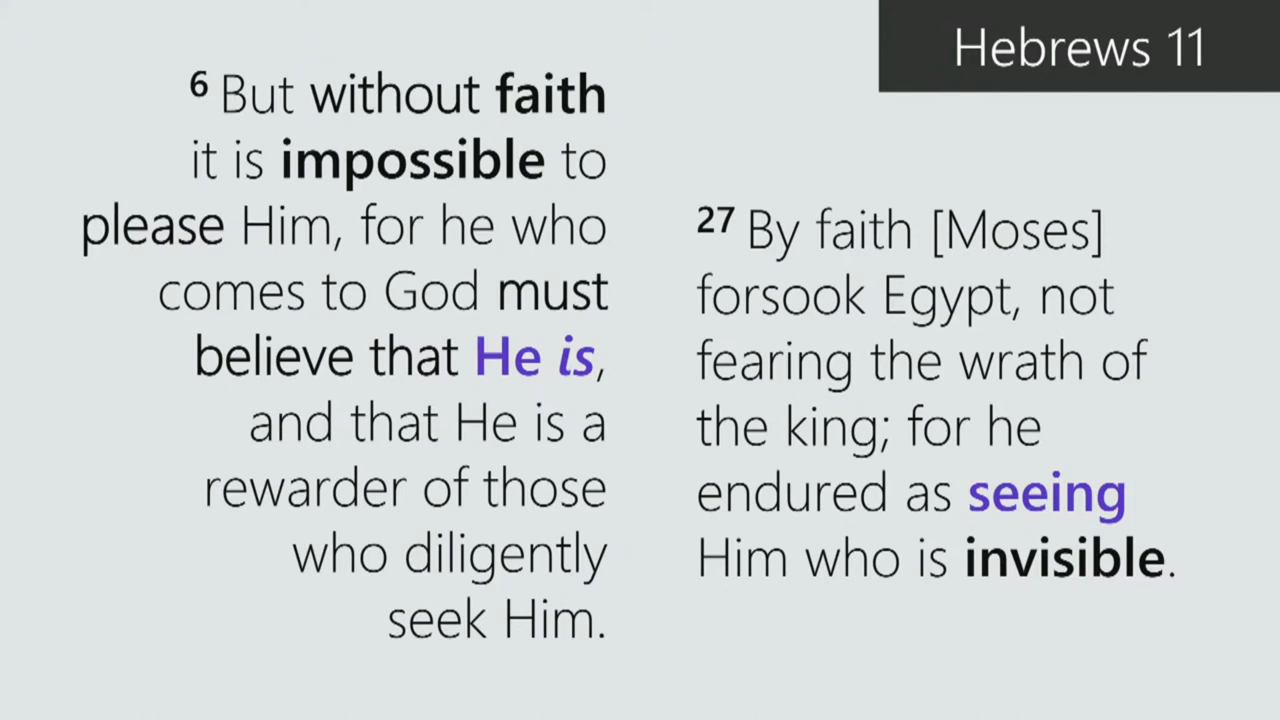 Hebrews 11
6 But without faith
it is impossible to
please Him, for he who
comes to God must
believe that He is,
and that He is a
rewarder of those
who diligently
seek Him.
27 By faith [Moses]
forsook Egypt, not
fearing the wrath of
the king; for he
endured as seeing
Him who is invisible.